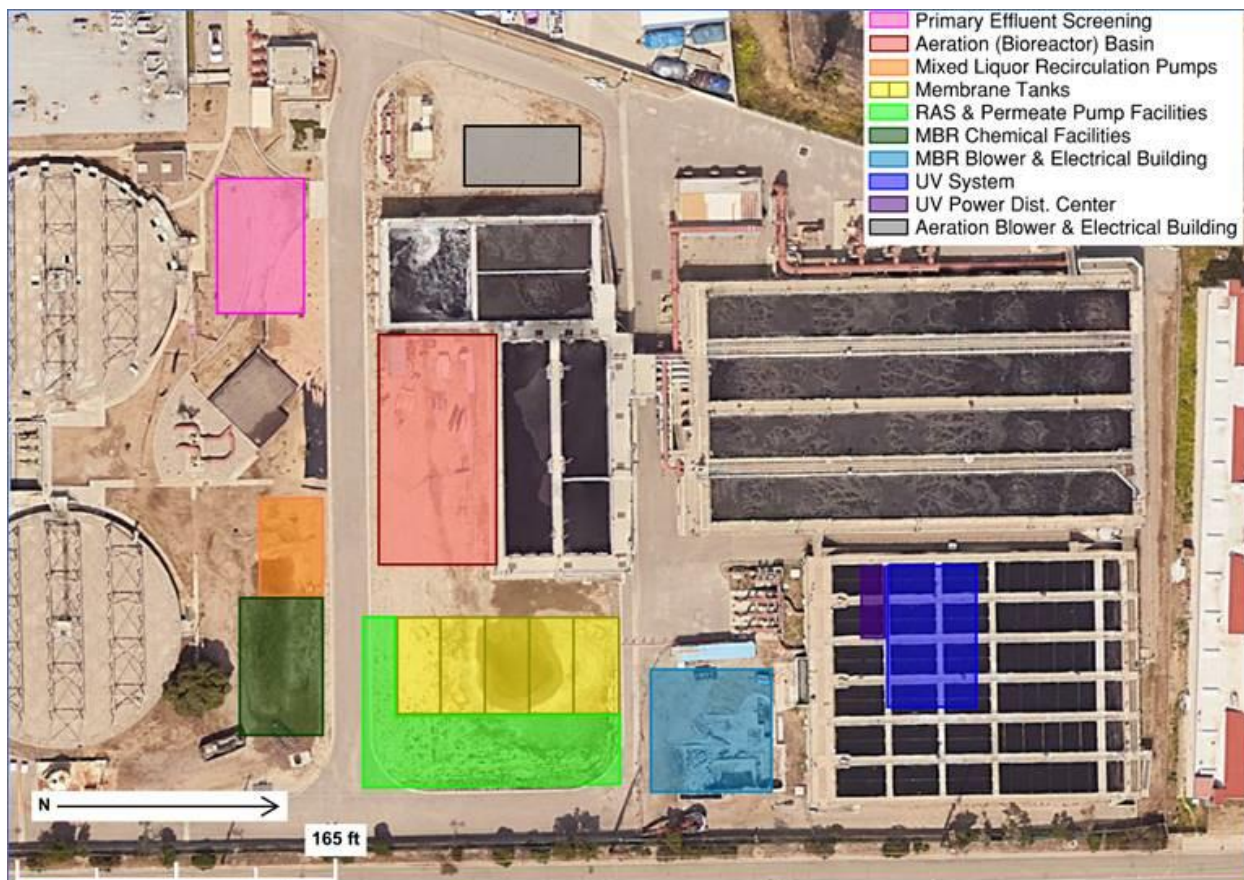 Primary Effluent Screening
Aeration (Bioreactor) Basin
Mixed Liquor Recirculation Pumps
Membrane Tanks
RAS & Permeate Pump Facilities
MBR Chemical Facilities
MBR Blower & Electrical Building
UV System
UV Power Dist. Center
Aeration Blower & Electrical Building
N
165 ft